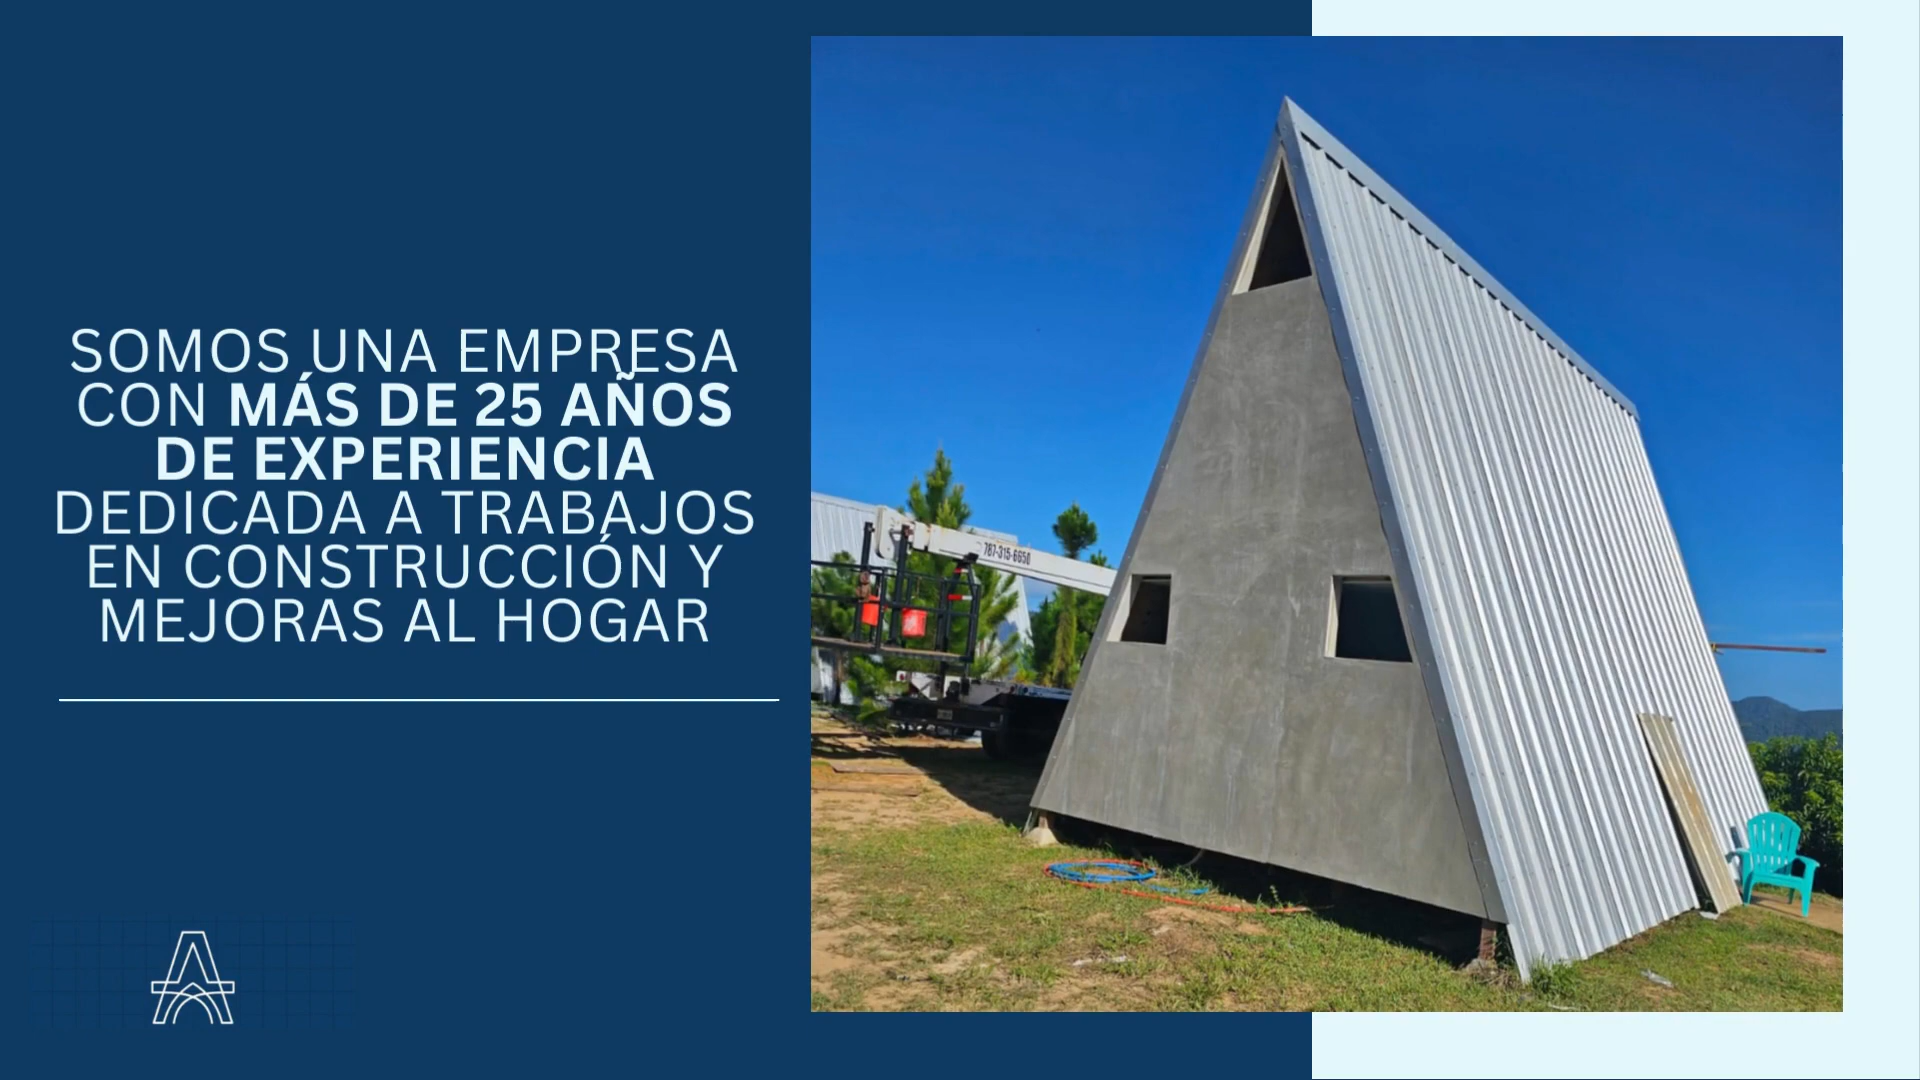 SOMOS UNA EMPRESA
CON MÁS DE 25 AÑOS
DE EXPERIENCIA
DEDICADA A TRABAJOS
EN CONSTRUCCIÓN Y
MEJORAS AL HOGAR
787-315-6650